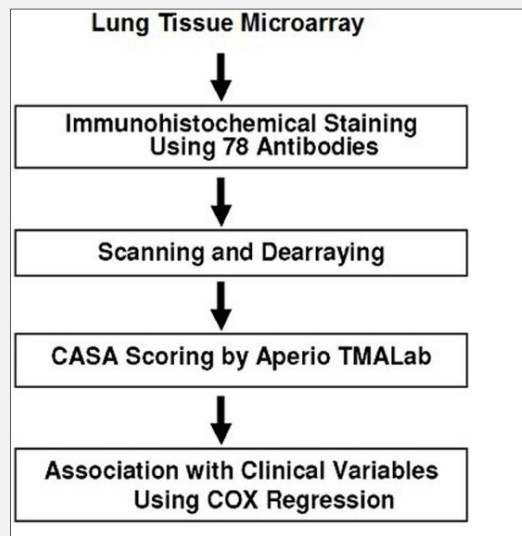 Lung Tissue Microarray
Immunohistochemical Staining
Using 78 Antibodies
Scanning and Dearraying
CASA Scoring by Aperio TMALab
Association with Clinical Variables
Using COX Regression